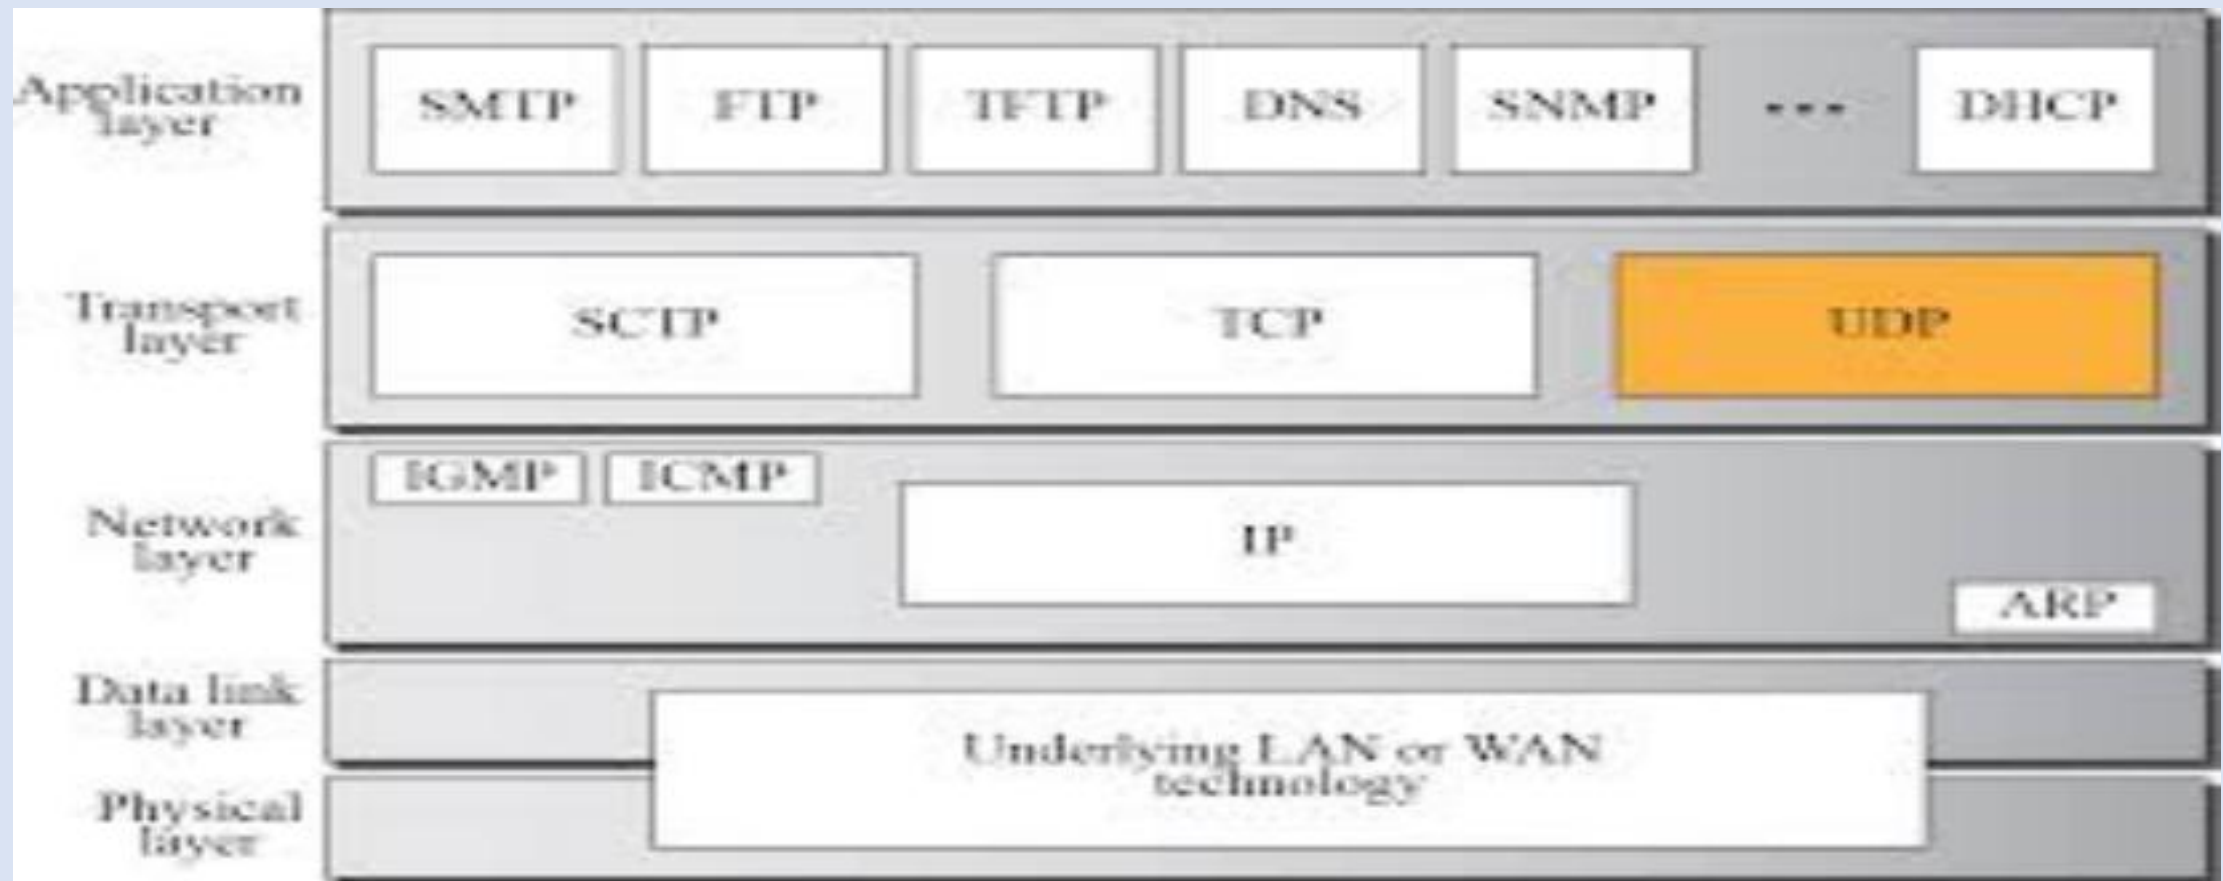 Application
layer
SMTP FTP TFTP DNS SNMP ... DHCP
Transport
layer
SCTP TCP UDP
IGMP ICMP
Network
layer
IP
ARP
Data link
layer
Underlying LAN or WAN
technology
Physical
layer